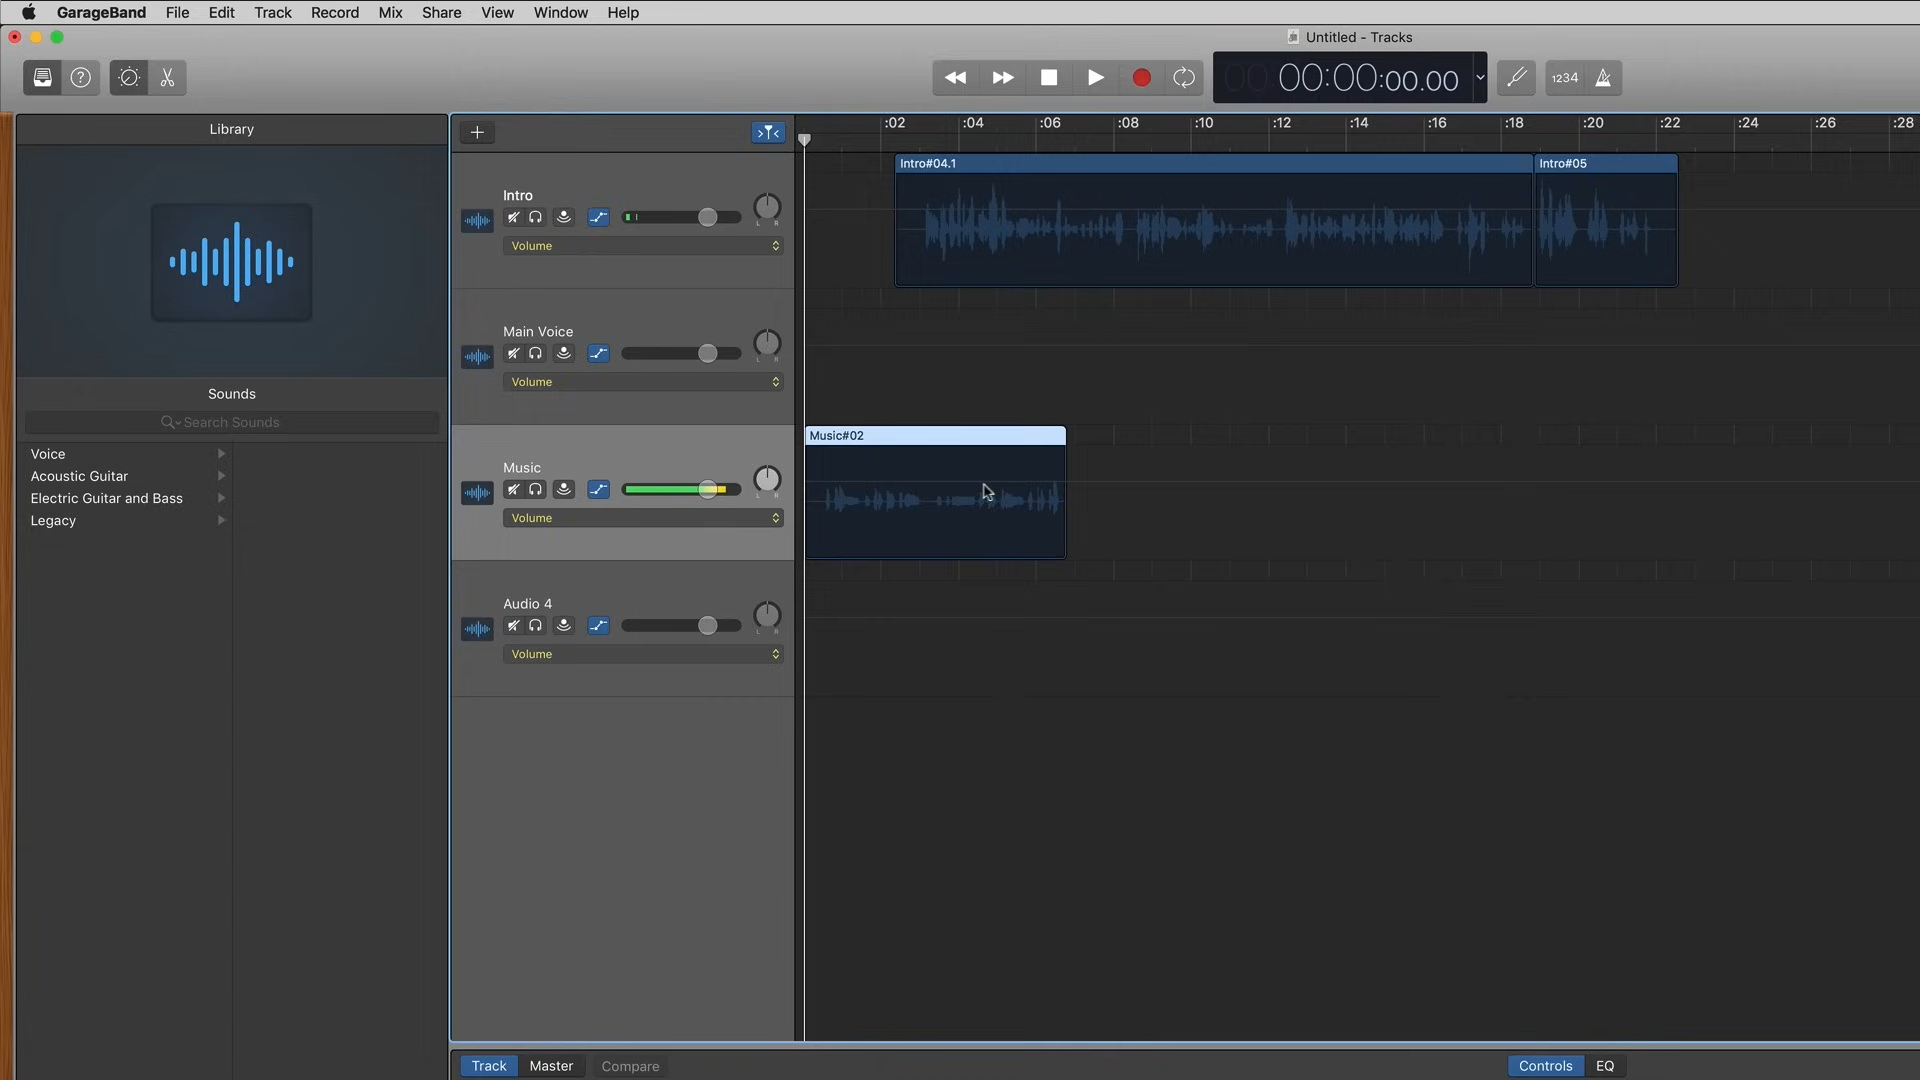 GarageBand File Edit Track Record Mix Share View Window Help
Untitled - Tracks
00:00:00.00
1234
Library
:02 :04 :06 :08 :10 :12 :14 :16 :18 :20 :22 :24 :26 :28
Intro#04.1 Intro#05
Intro
L R
Volume
Main Voice
L R
Volume
Sounds
Search Sounds
Voice
Acoustic Guitar
Electric Guitar and Bass
Legacy
Music#02
Music
L R
Volume
Audio 4
L R
Volume
Track Master Compare
Controls EQ